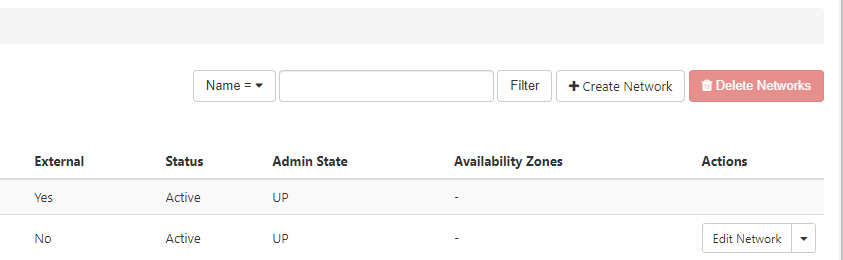 Name = Filter Create Network Delete Networks
External Status Admin State Availability Zones Actions
Yes Active UP -
No Active UP - Edit Network